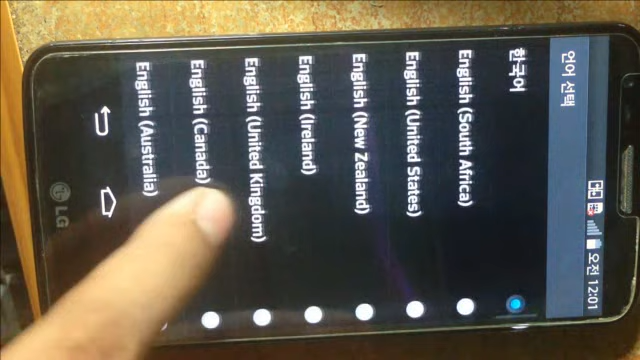 오전 12:01
언어 선택
한국어
English (South Africa)
English (United States)
English (New Zealand)
English (Ireland)
English (United Kingdom)
English (Canada)
English (Australia)
LG